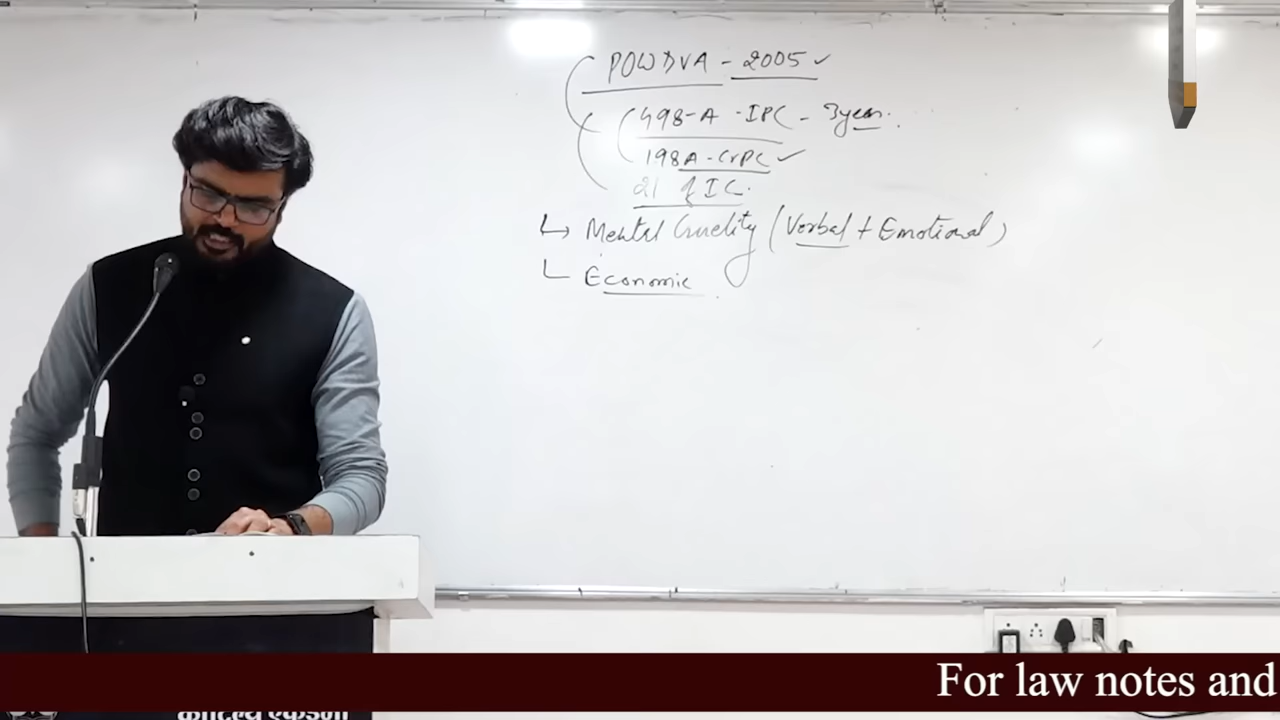 POWDVA - 2005 ✓
498-A - IPC - 3 year.
198A - CrPC ✓
21 of IC.
↳ Mental Cruelty (Verbal + Emotional)
Economic
For law notes and